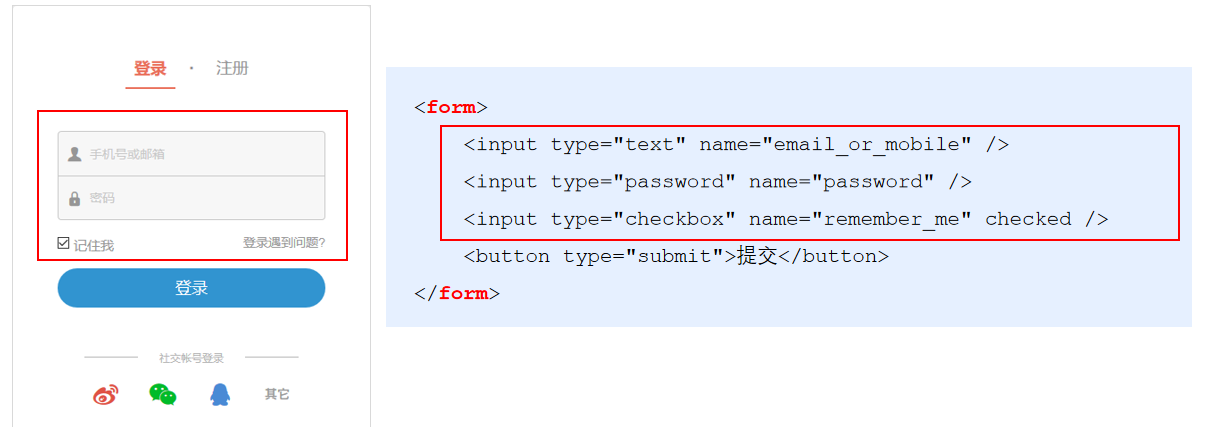 登录 · 注册
手机号或邮箱
密码
记住我 登录遇到问题?
登录
社交帐号登录
其它
<form>
<input type="text" name="email_or_mobile" />
<input type="password" name="password" />
<input type="checkbox" name="remember_me" checked />
<button type="submit">提交</button>
</form>